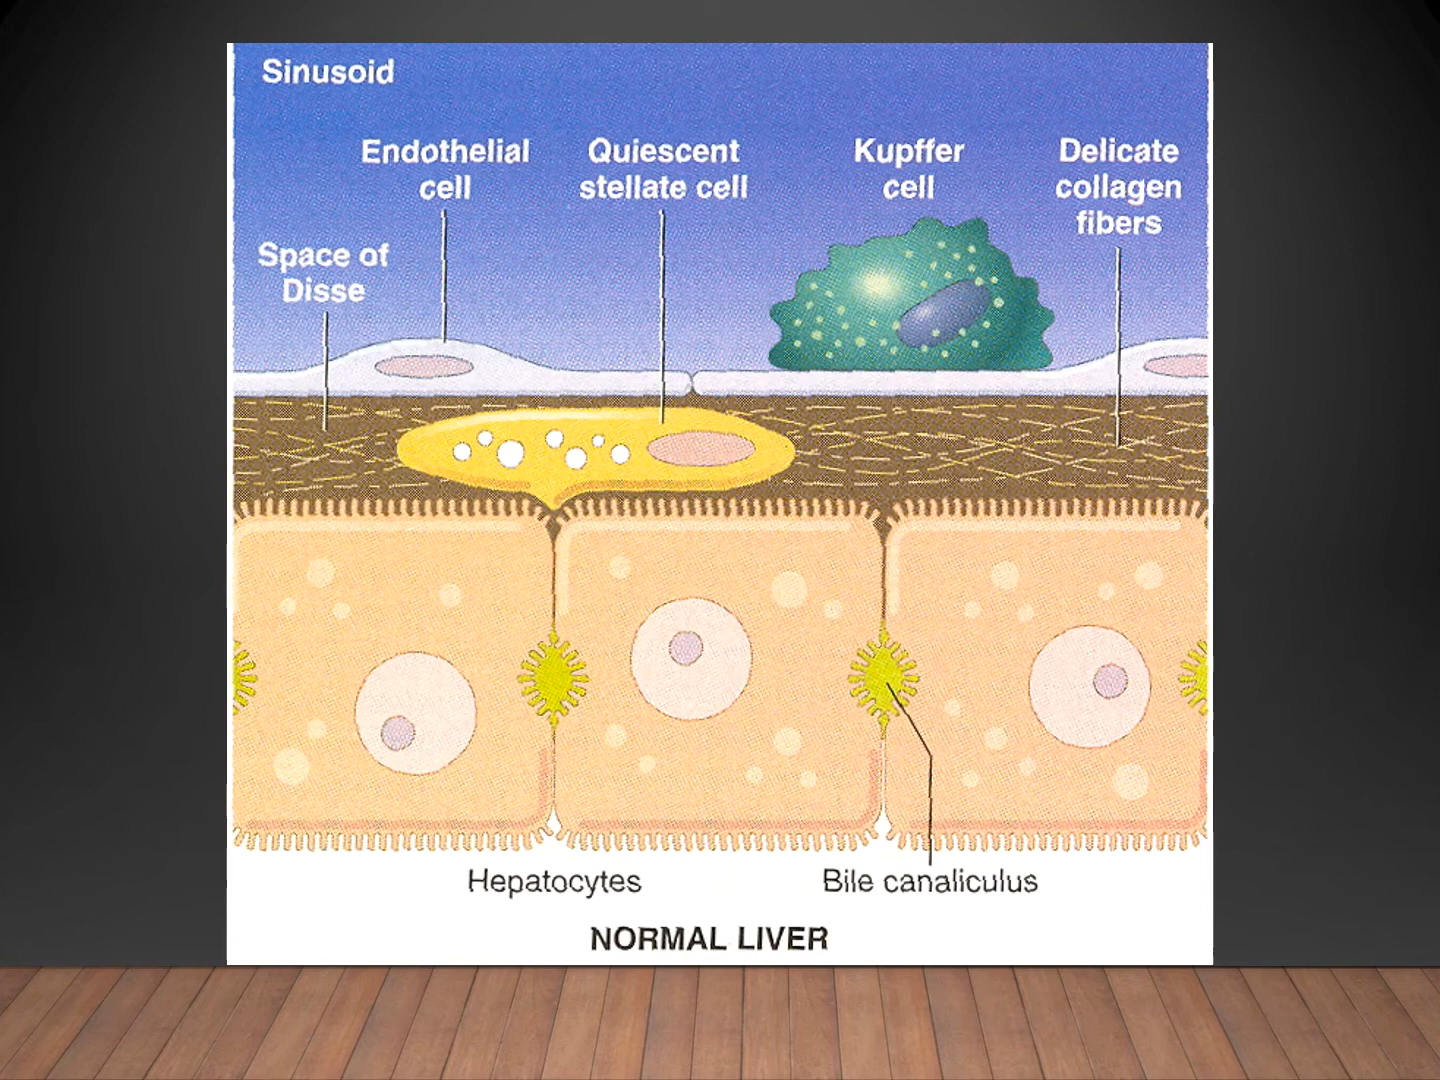 Sinusoid
Endothelial
cell
Quiescent
stellate cell
Kupffer
cell
Delicate
collagen
fibers
Space of
Disse
Hepatocytes
Bile canaliculus
NORMAL LIVER